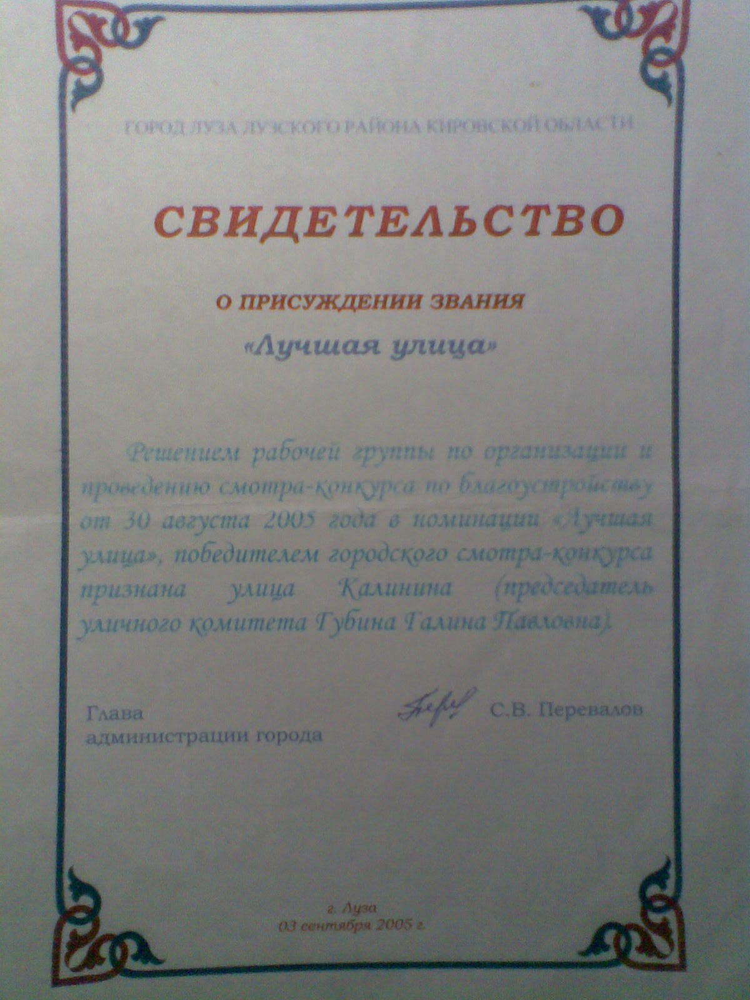 ГОРОД ЛУЗА ЛУЗСКОГО РАЙОНА КИРОВСКОЙ ОБЛАСТИ
СВИДЕТЕЛЬСТВО
О ПРИСУЖДЕНИИ ЗВАНИЯ
«Лучшая улица»
Решением рабочей группы по организации и
проведению смотра-конкурса по благоустройству
от 30 августа 2005 года в номинации «Лучшая
улица», победителем городского смотра-конкурса
признана улица Калинина (председатель
уличного комитета Губина Галина Павловна).
Глава
администрации города
С.В. Перевалов
г. Луза
03 сентября 2005 г.